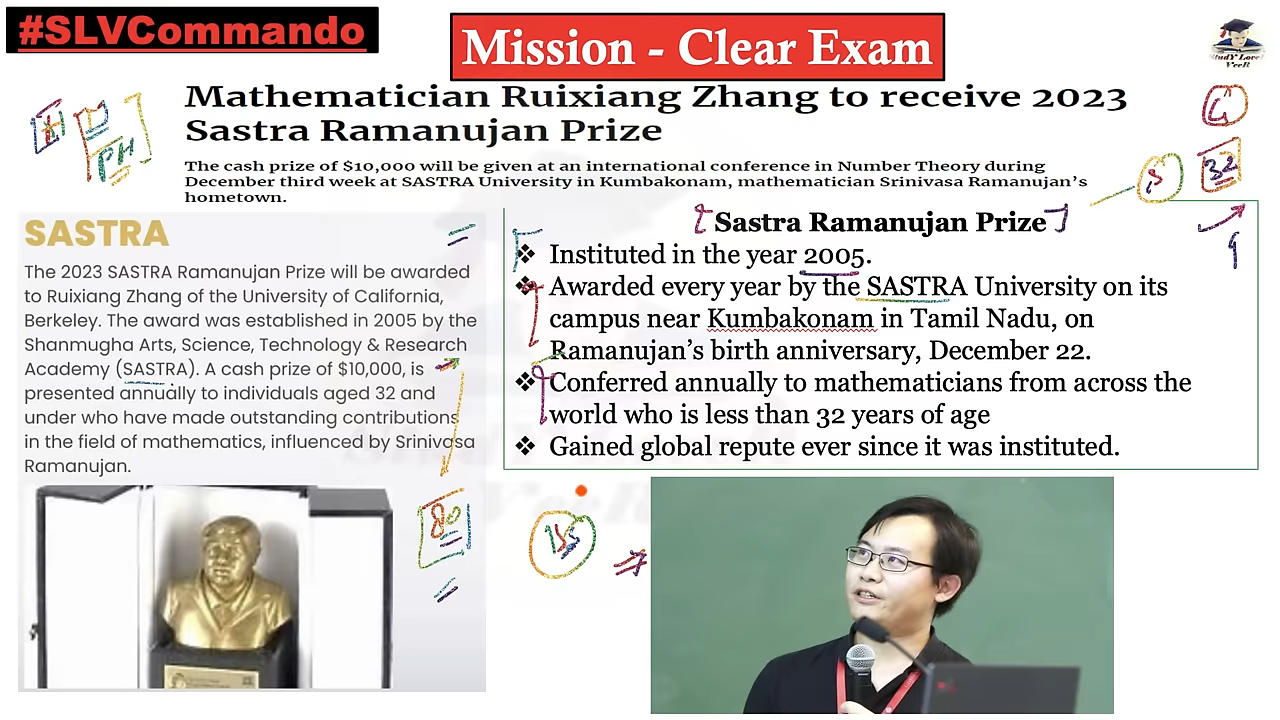 #SLVCommando
Mission - Clear Exam
StudY Lover
VeeR
Mathematician Ruixiang Zhang to receive 2023
Sastra Ramanujan Prize
The cash prize of $10,000 will be given at an international conference in Number Theory during
December third week at SASTRA University in Kumbakonam, mathematician Srinivasa Ramanujan's
hometown.
PH
32
SASTRA
The 2023 SASTRA Ramanujan Prize will be awarded
to Ruixiang Zhang of the University of California,
Berkeley. The award was established in 2005 by the
Shanmugha Arts, Science, Technology & Research
Academy (SASTRA). A cash prize of $10,000, is
presented annually to individuals aged 32 and
under who have made outstanding contributions
in the field of mathematics, influenced by Srinivasa
Ramanujan.
80
Sastra Ramanujan Prize
❖ Instituted in the year 2005.
❖ Awarded every year by the SASTRA University on its
campus near Kumbakonam in Tamil Nadu, on
Ramanujan's birth anniversary, December 22.
❖ Conferred annually to mathematicians from across the
world who is less than 32 years of age
❖ Gained global repute ever since it was instituted.